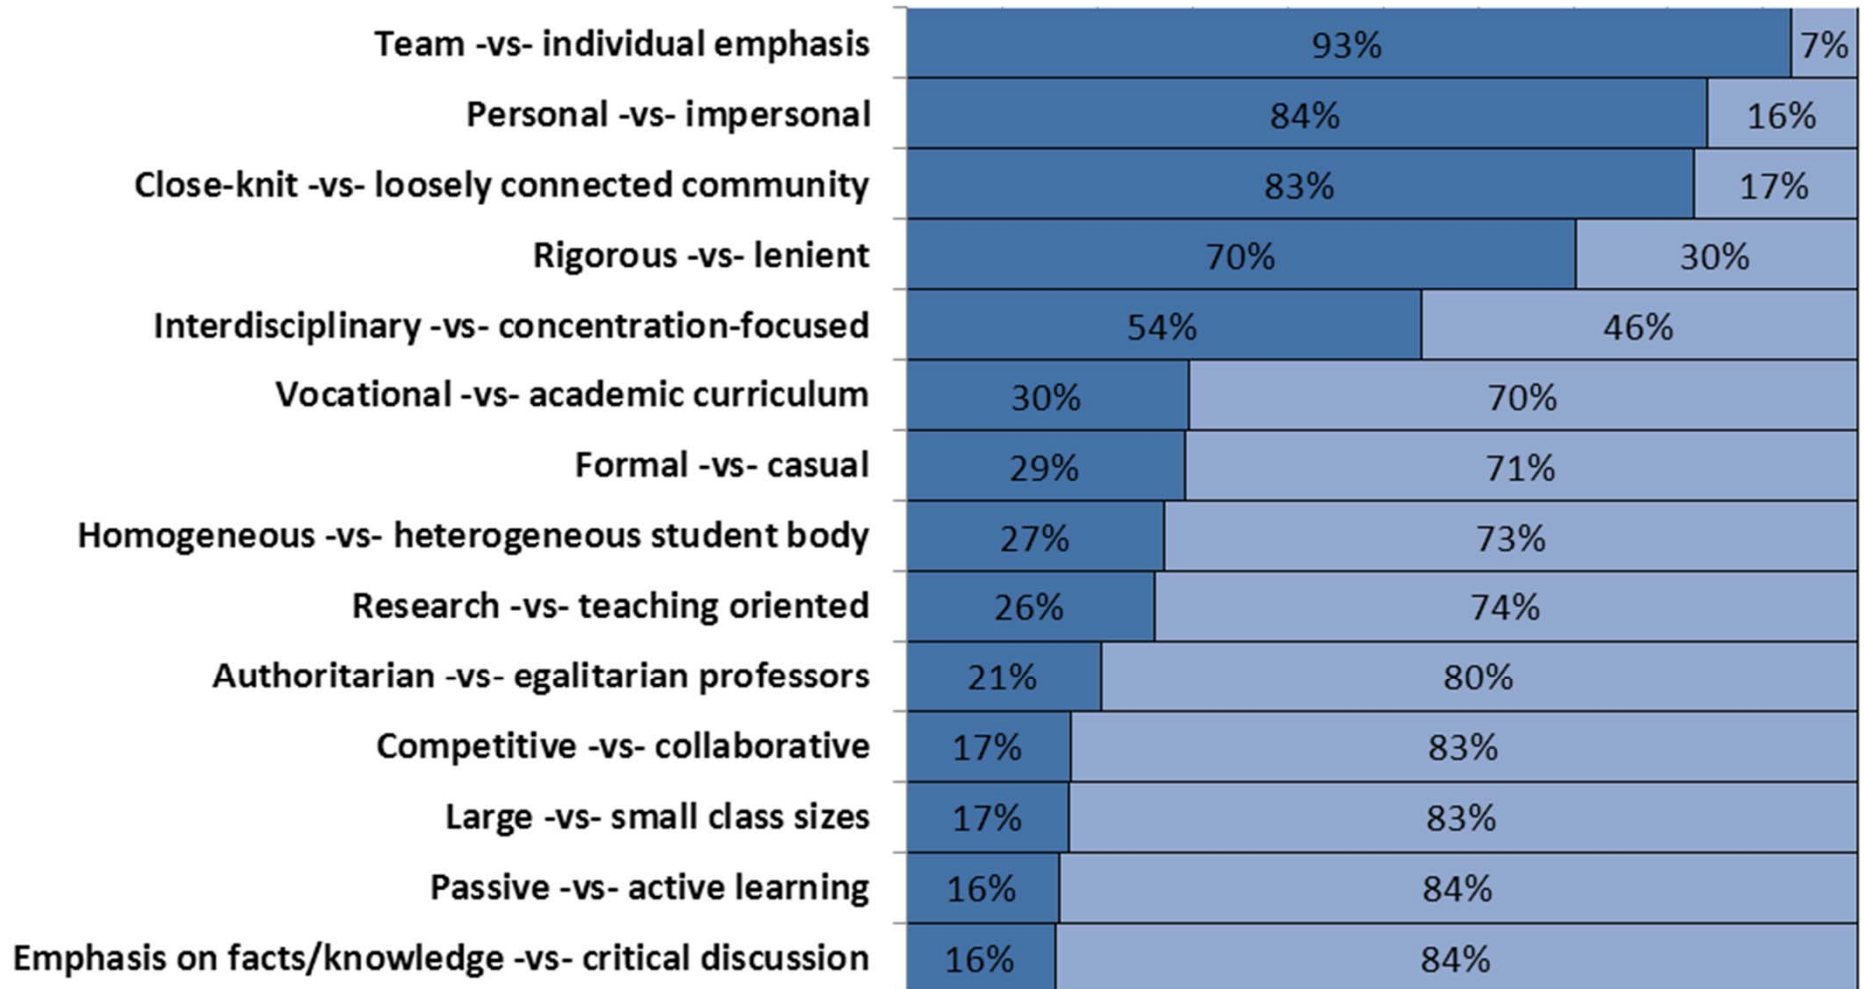 Team -vs- individual emphasis 93% 7%
Personal -vs- impersonal 84% 16%
Close-knit -vs- loosely connected community 83% 17%
Rigorous -vs- lenient 70% 30%
Interdisciplinary -vs- concentration-focused 54% 46%
Vocational -vs- academic curriculum 30% 70%
Formal -vs- casual 29% 71%
Homogeneous -vs- heterogeneous student body 27% 73%
Research -vs- teaching oriented 26% 74%
Authoritarian -vs- egalitarian professors 21% 80%
Competitive -vs- collaborative 17% 83%
Large -vs- small class sizes 17% 83%
Passive -vs- active learning 16% 84%
Emphasis on facts/knowledge -vs- critical discussion 16% 84%